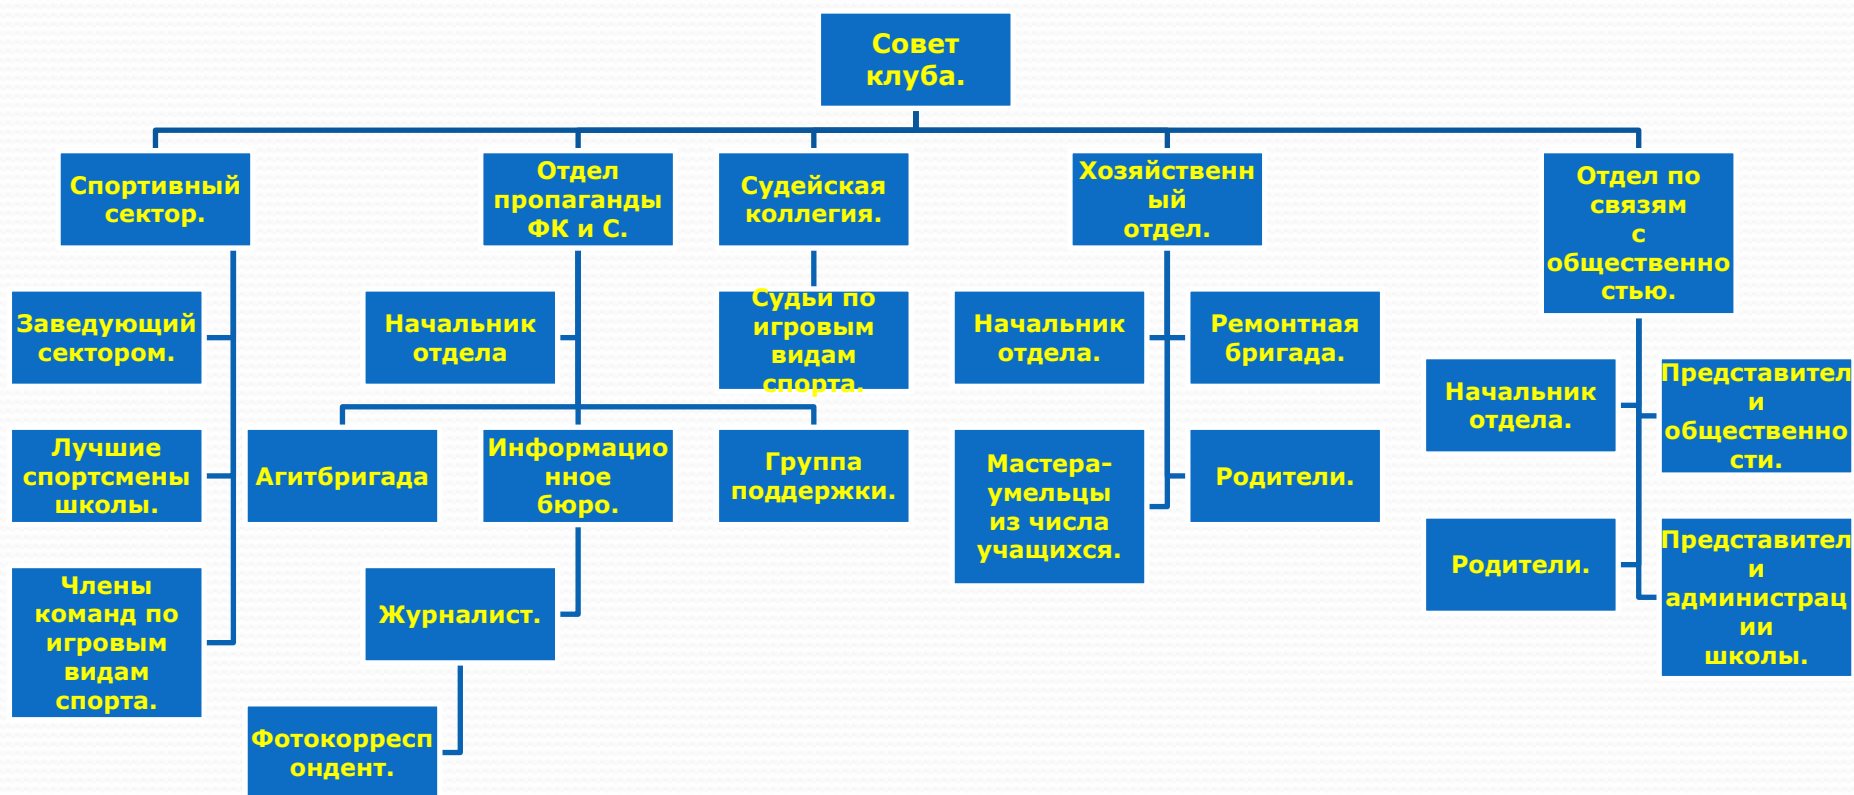 Совет
клуба.
Спортивный
сектор.
Отдел
пропаганды
ФК и С.
Судейская
коллегия.
Хозяйственн
ый
отдел.
Отдел по
связям
с
общественно
стью.
Заведующий
сектором.
Начальник
отдела
Судьи по
игровым
видам
спорта.
Начальник
отдела.
Ремонтная
бригада.
Начальник
отдела.
Представител
и
общественно
сти.
Лучшие
спортсмены
школы.
Агитбригада
Информацио
нное
бюро.
Группа
поддержки.
Мастера-
умельцы
из числа
учащихся.
Родители.
Родители.
Представител
и
администрац
ии
школы.
Члены
команд по
игровым
видам
спорта.
Журналист.
Фотокорресп
ондент.